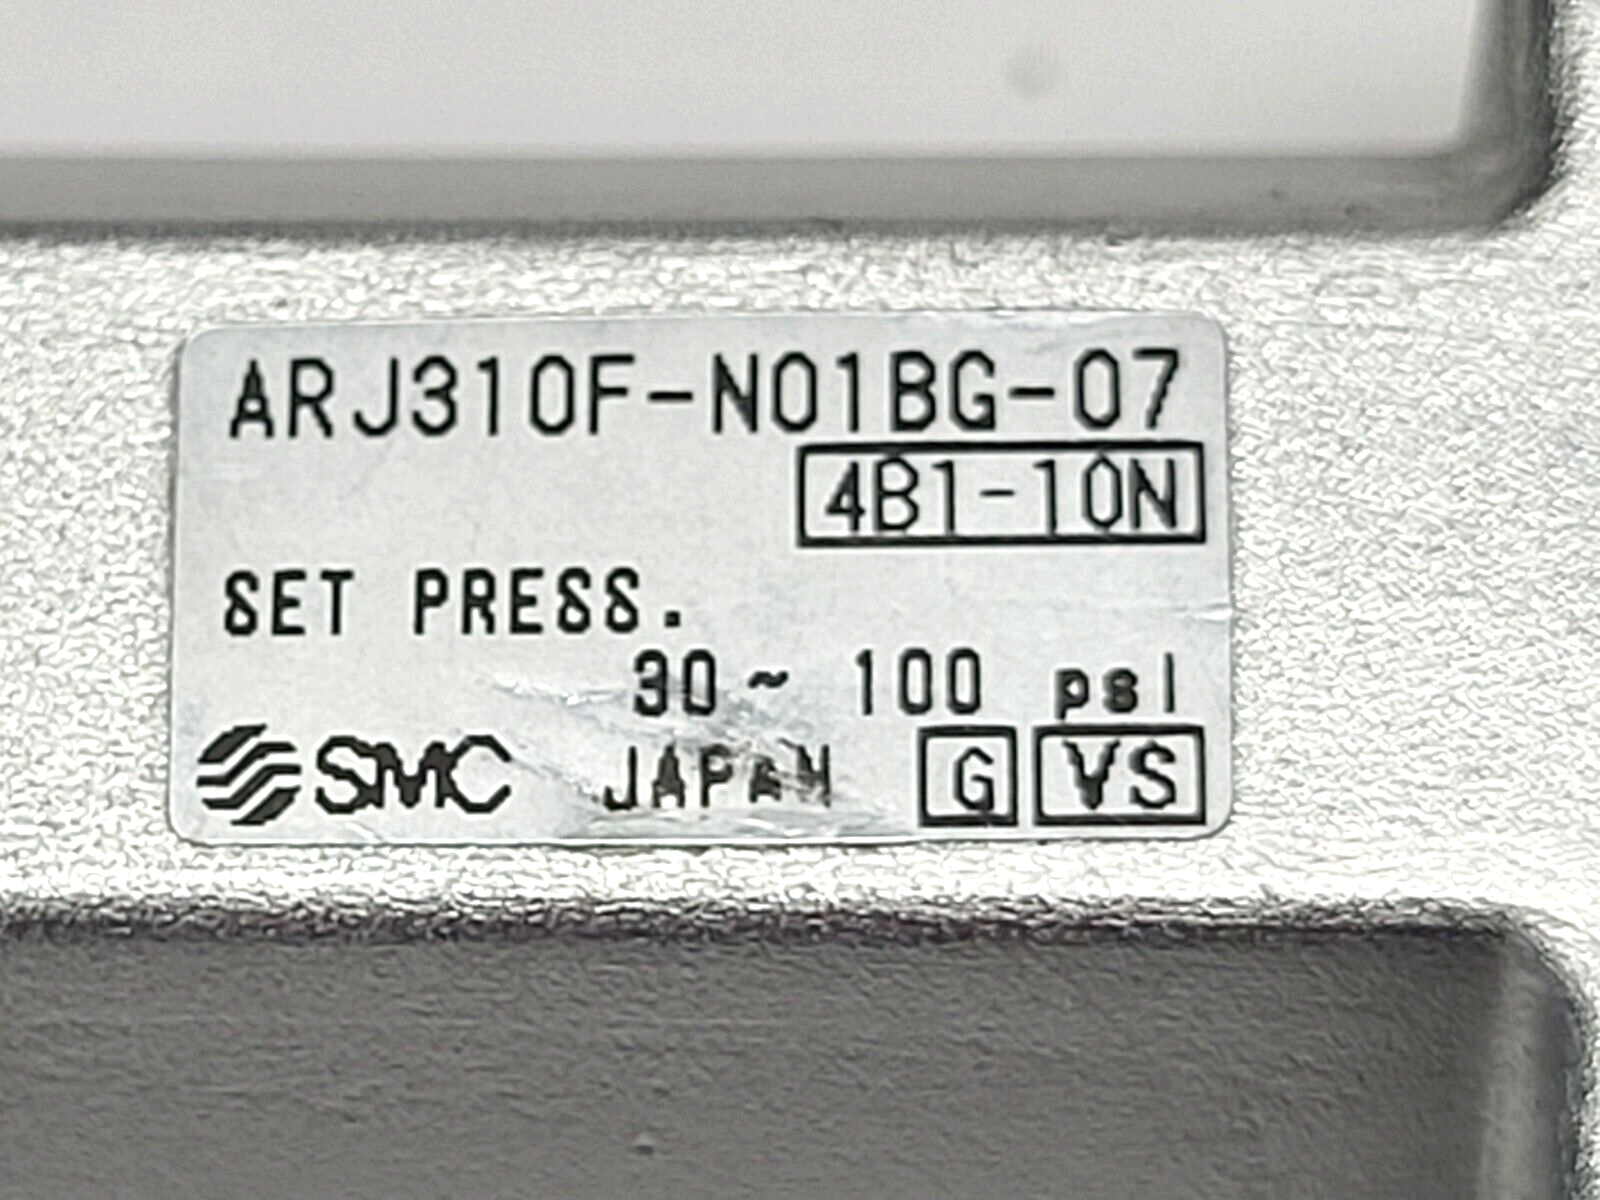 ARJ310F-N01BG-07
4B1-10N
SET PRESS.
30~ 100 psi
SMC JAPAN G VS